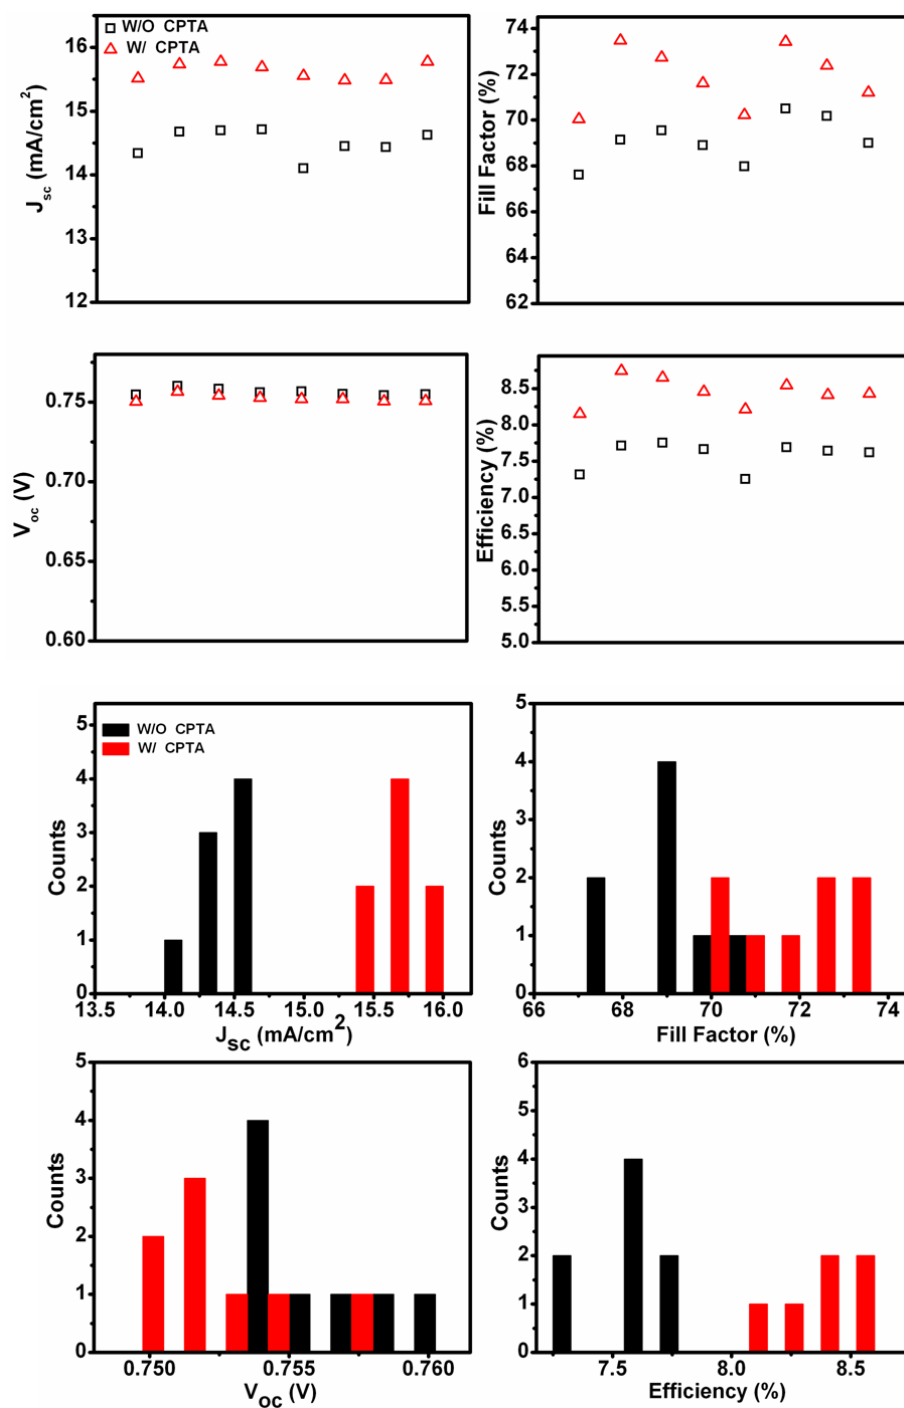 W/O CPTA
W/ CPTA
16
15
14
13
12
J_sc (mA/cm²)
74
72
70
68
66
64
62
Fill Factor (%)
0.75
0.70
0.65
0.60
V_oc (V)
8.5
8.0
7.5
7.0
6.5
6.0
5.5
5.0
Efficiency (%)
W/O CPTA
W/ CPTA
5
4
3
2
1
0
Counts
13.5 14.0 14.5 15.0 15.5 16.0
J_SC (mA/cm²)
5
4
3
2
1
0
Counts
66 68 70 72 74
Fill Factor (%)
5
4
3
2
1
0
Counts
0.750 0.755 0.760
V_OC (V)
6
5
4
3
2
1
0
Counts
7.5 8.0 8.5
Efficiency (%)